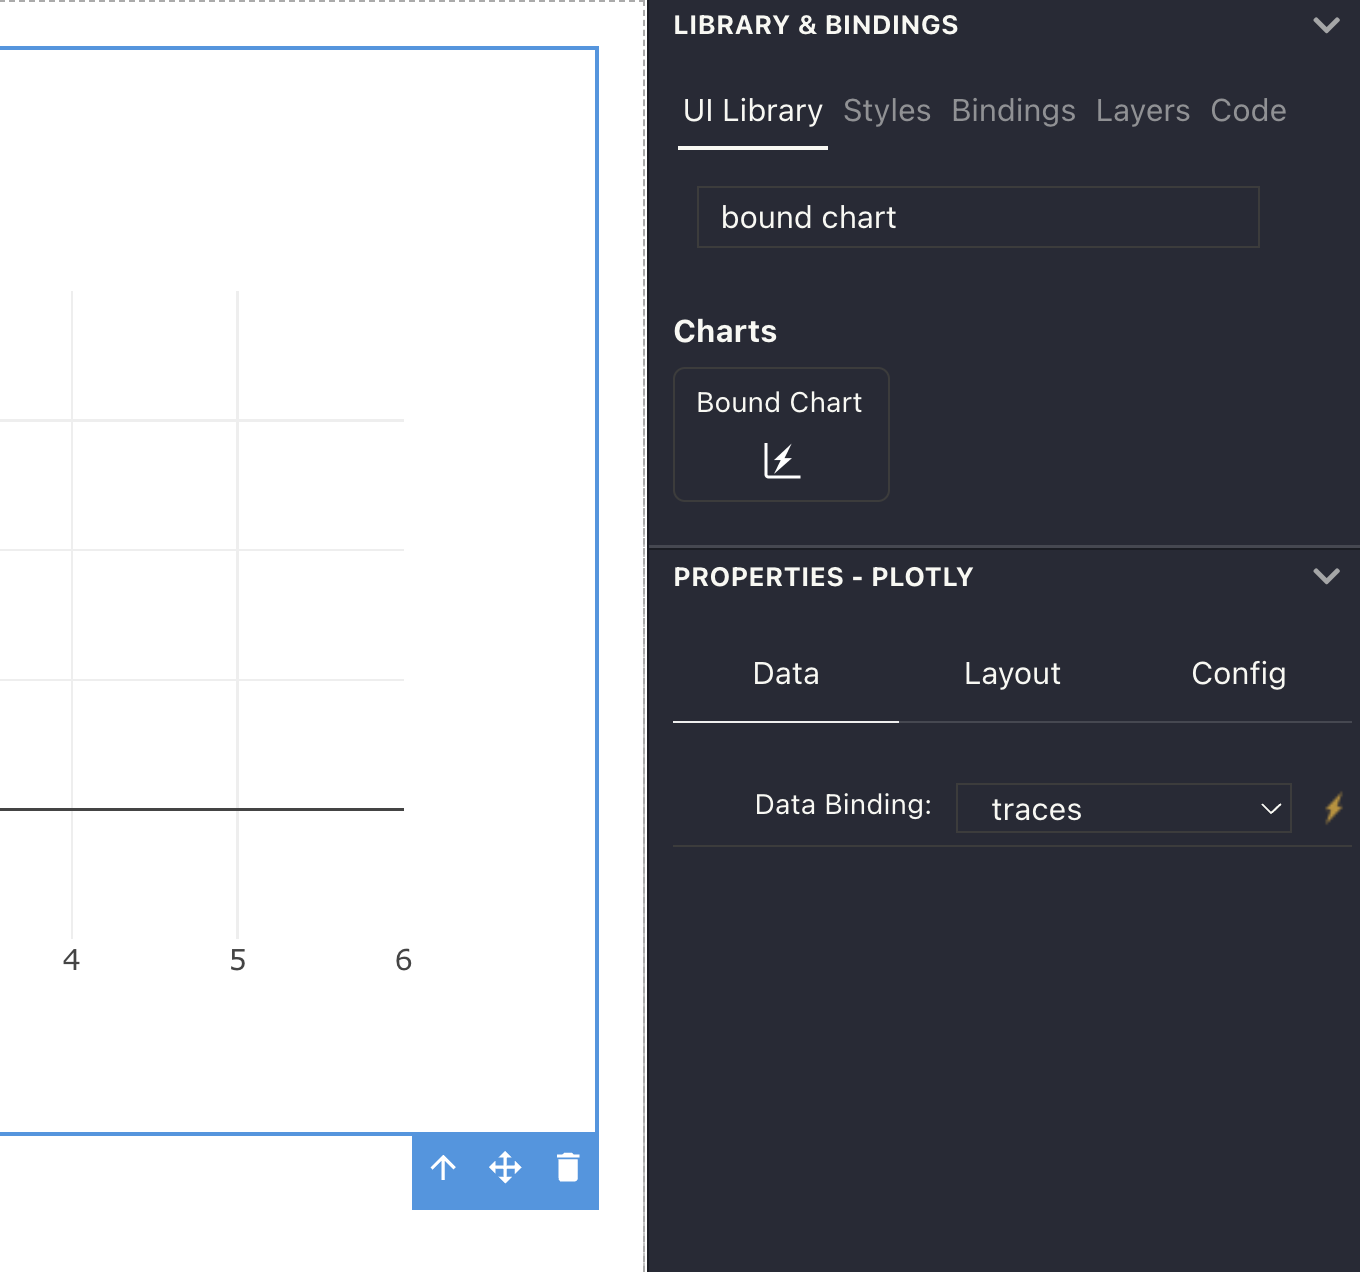 LIBRARY & BINDINGS
UI Library Styles Bindings Layers Code
bound chart
Charts
Bound Chart
PROPERTIES - PLOTLY
Data Layout Config
Data Binding: traces
4 5 6